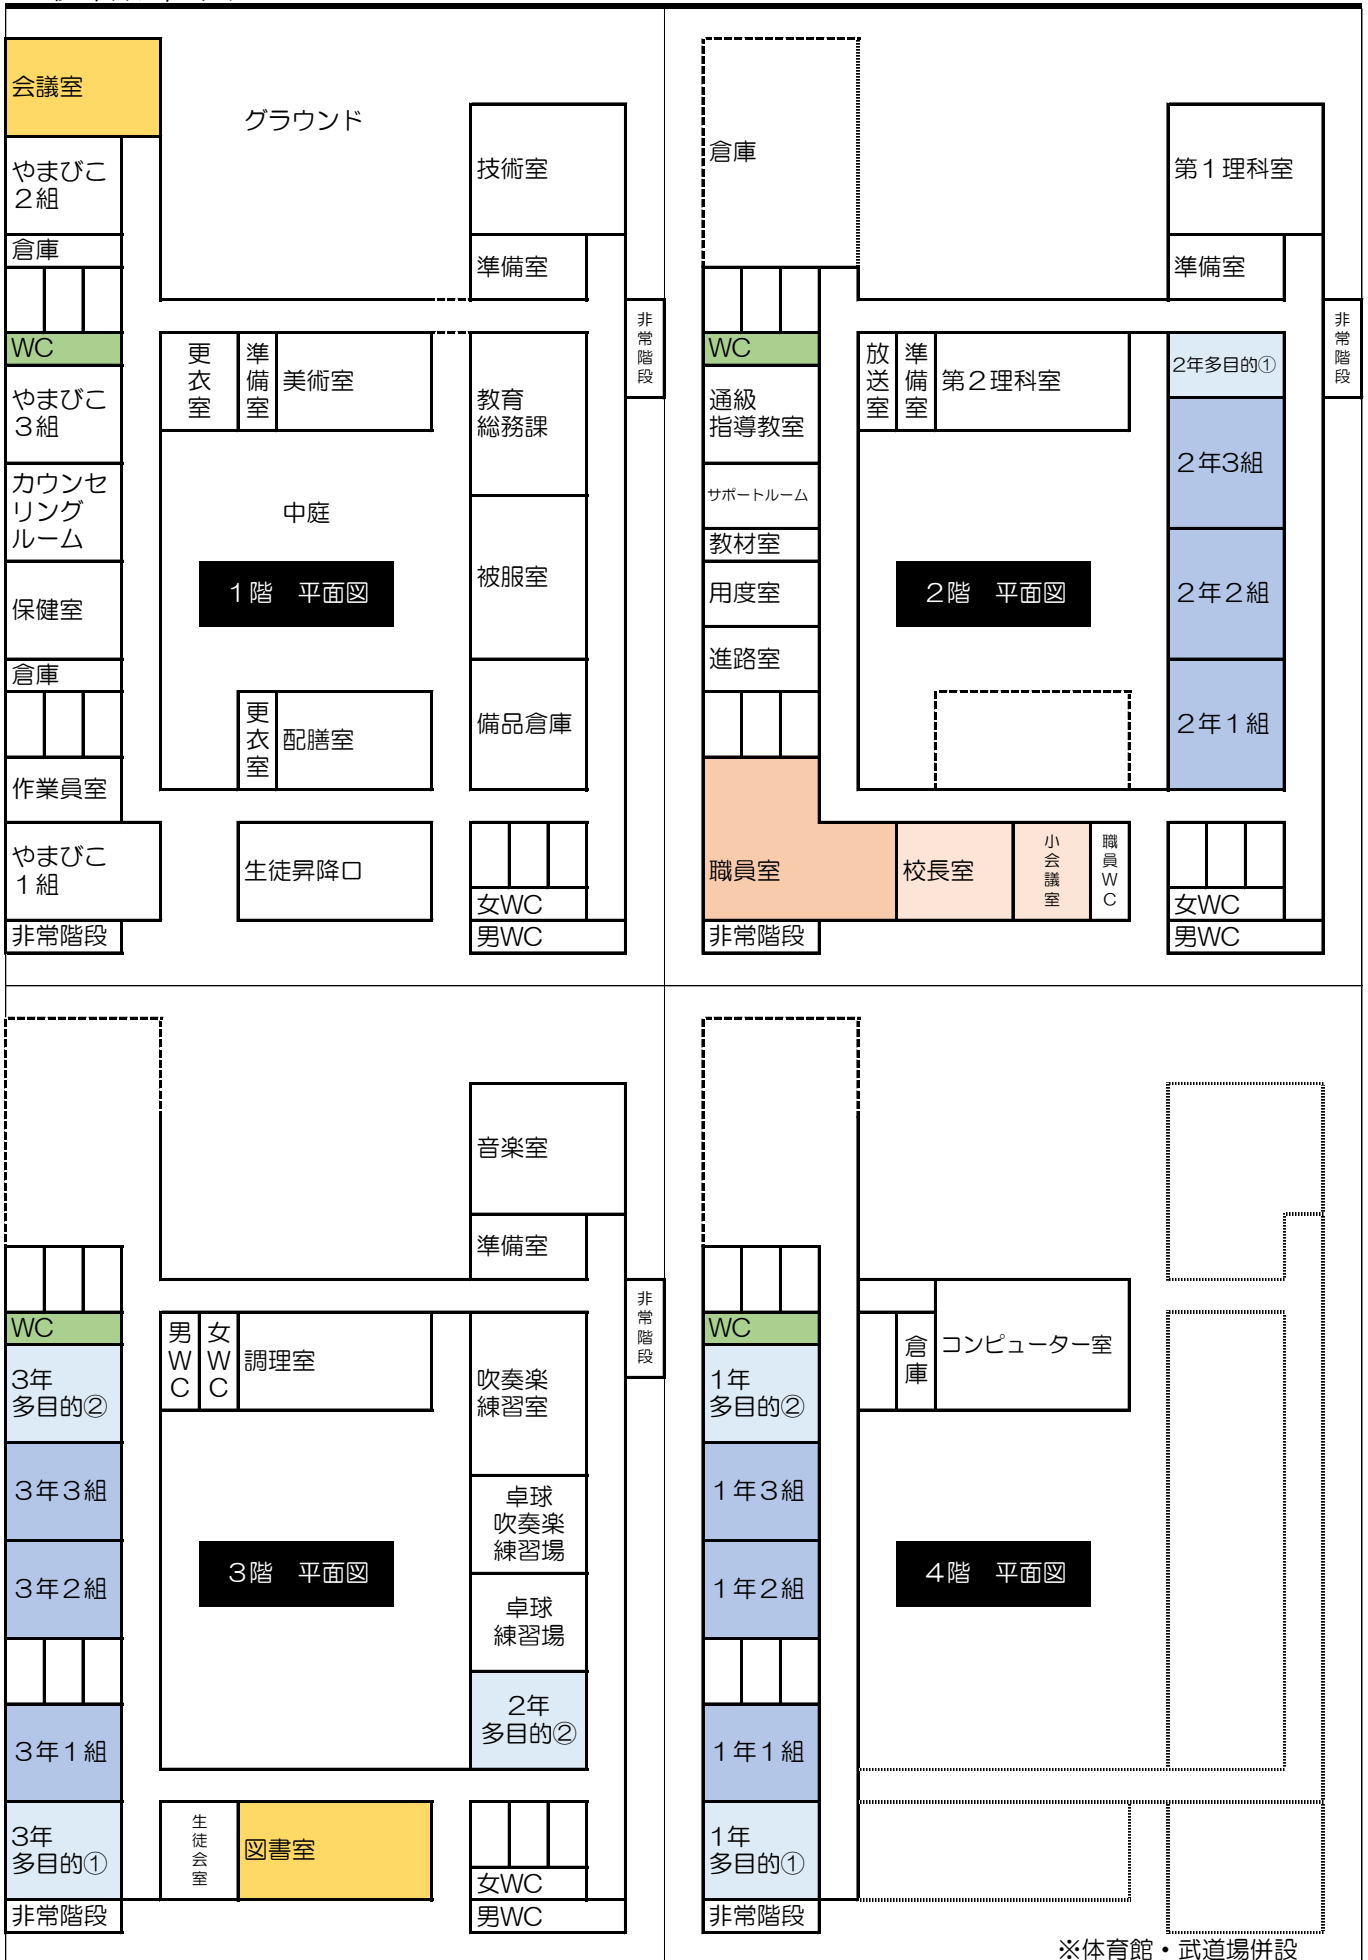 会議室
グラウンド
やまびこ
２組
技術室
倉庫
準備室
非常階段
WC
更衣室
準備室
美術室
やまびこ
３組
教育
総務課
カウンセ
リング
ルーム
中庭
１階　平面図
被服室
保健室
倉庫
更衣室
配膳室
備品倉庫
作業員室
やまびこ
１組
生徒昇降口
女WC
非常階段
男WC
倉庫
第１理科室
準備室
非常階段
WC
放送室
準備室
第２理科室
2年多目的①
通級
指導教室
２年3組
サポートルーム
教材室
用度室
２階　平面図
２年２組
進路室
２年１組
職員室
校長室
小会議室
職員WC
女WC
非常階段
男WC
音楽室
準備室
非常階段
WC
男WC
女WC
調理室
3年
多目的②
吹奏楽
練習室
３年３組
卓球
吹奏楽
練習場
３階　平面図
３年２組
卓球
練習場
２年
多目的②
３年１組
3年
多目的①
生徒会室
図書室
女WC
非常階段
男WC
WC
倉庫
コンピューター室
1年
多目的②
１年３組
４階　平面図
１年２組
１年１組
1年
多目的①
非常階段
※体育館・武道場併設